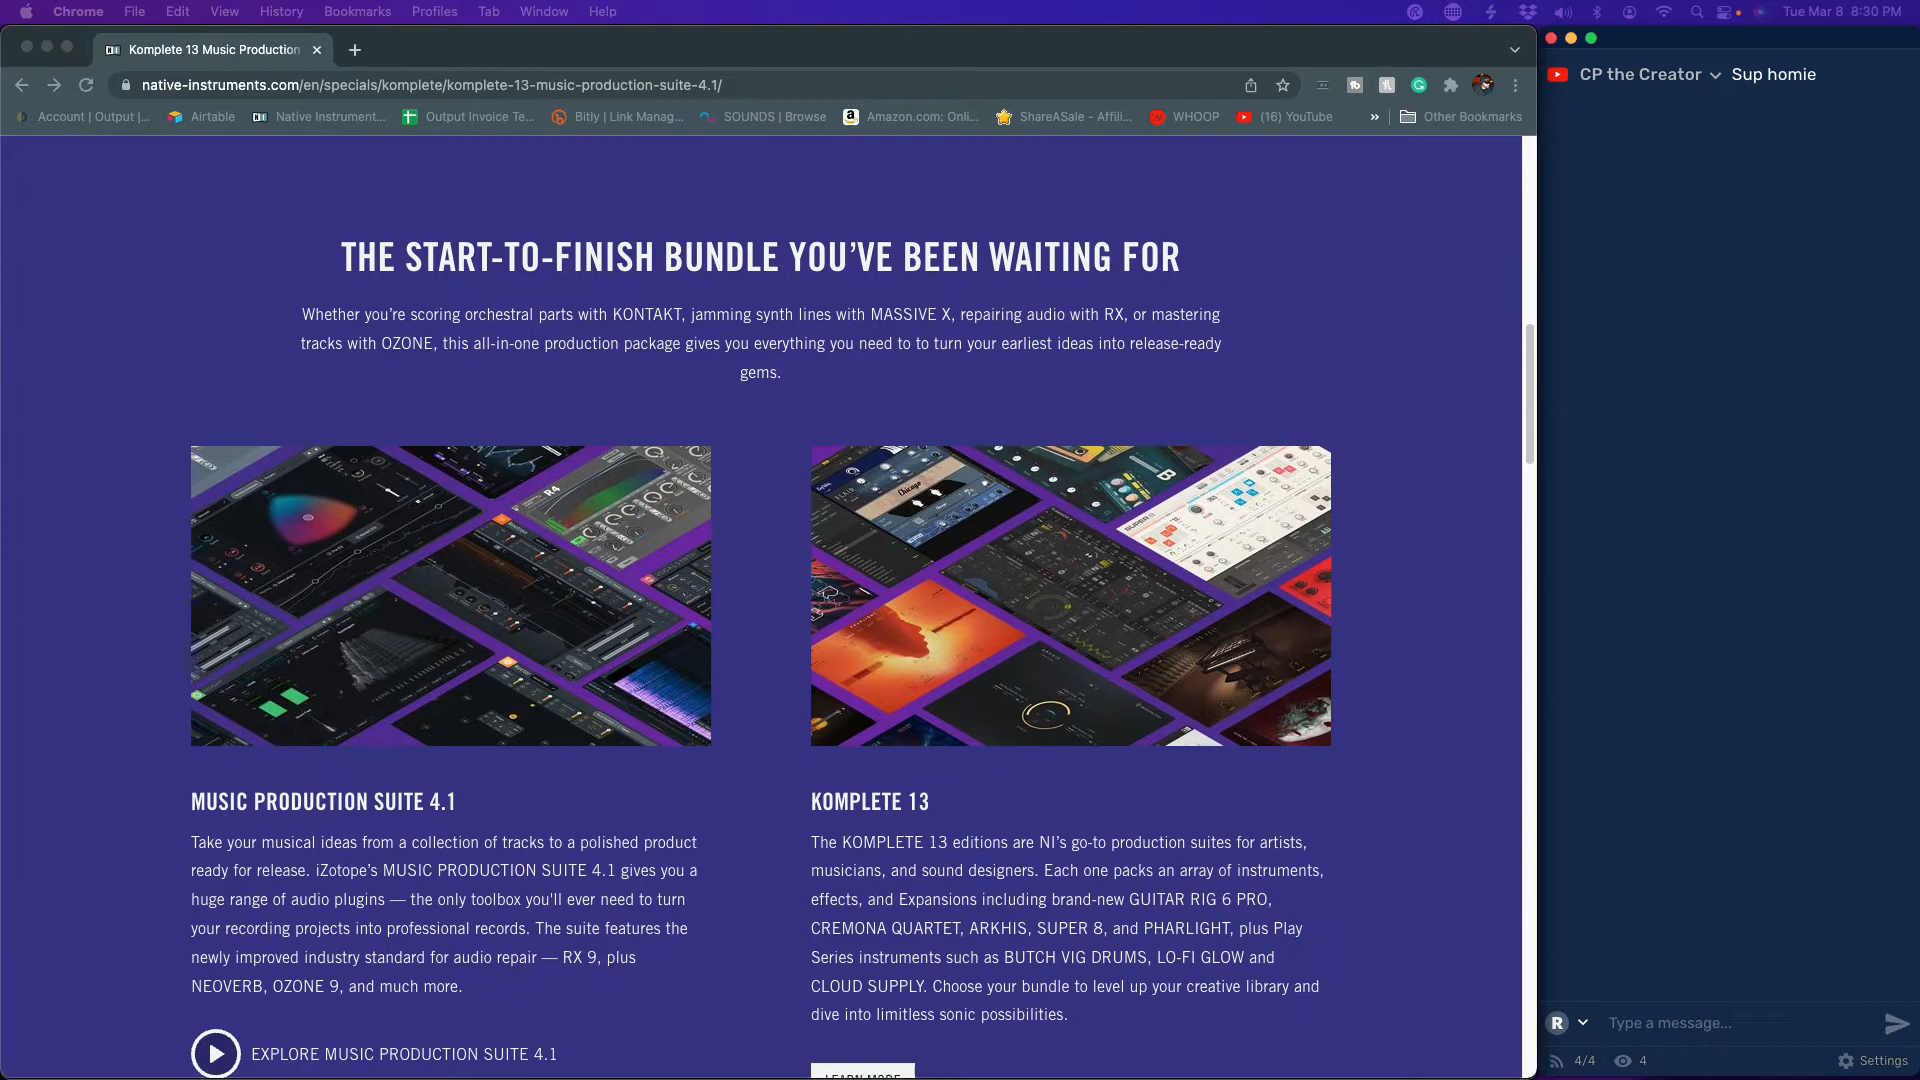 Chrome File Edit View History Bookmarks Profiles Tab Window Help
Tue Mar 8 8:30 PM
Komplete 13 Music Production
native-instruments.com/en/specials/komplete/komplete-13-music-production-suite-4.1/
Account | Output |... Airtable Native Instrument... Output Invoice Te... Bitly | Link Manag... SOUNDS | Browse Amazon.com: Onli... ShareASale - Affili... WHOOP (16) YouTube » Other Bookmarks
THE START-TO-FINISH BUNDLE YOU'VE BEEN WAITING FOR
Whether you're scoring orchestral parts with KONTAKT, jamming synth lines with MASSIVE X, repairing audio with RX, or mastering
tracks with OZONE, this all-in-one production package gives you everything you need to to turn your earliest ideas into release-ready
gems.
R4
FLAIR
Chicago
B
SUPER 8
MUSIC PRODUCTION SUITE 4.1
Take your musical ideas from a collection of tracks to a polished product
ready for release. iZotope's MUSIC PRODUCTION SUITE 4.1 gives you a
huge range of audio plugins — the only toolbox you'll ever need to turn
your recording projects into professional records. The suite features the
newly improved industry standard for audio repair — RX 9, plus
NEOVERB, OZONE 9, and much more.
EXPLORE MUSIC PRODUCTION SUITE 4.1
KOMPLETE 13
The KOMPLETE 13 editions are NI's go-to production suites for artists,
musicians, and sound designers. Each one packs an array of instruments,
effects, and Expansions including brand-new GUITAR RIG 6 PRO,
CREMONA QUARTET, ARKHIS, SUPER 8, and PHARLIGHT, plus Play
Series instruments such as BUTCH VIG DRUMS, LO-FI GLOW and
CLOUD SUPPLY. Choose your bundle to level up your creative library and
dive into limitless sonic possibilities.
LEARN MORE
CP the Creator Sup homie
R Type a message...
4/4 4 Settings